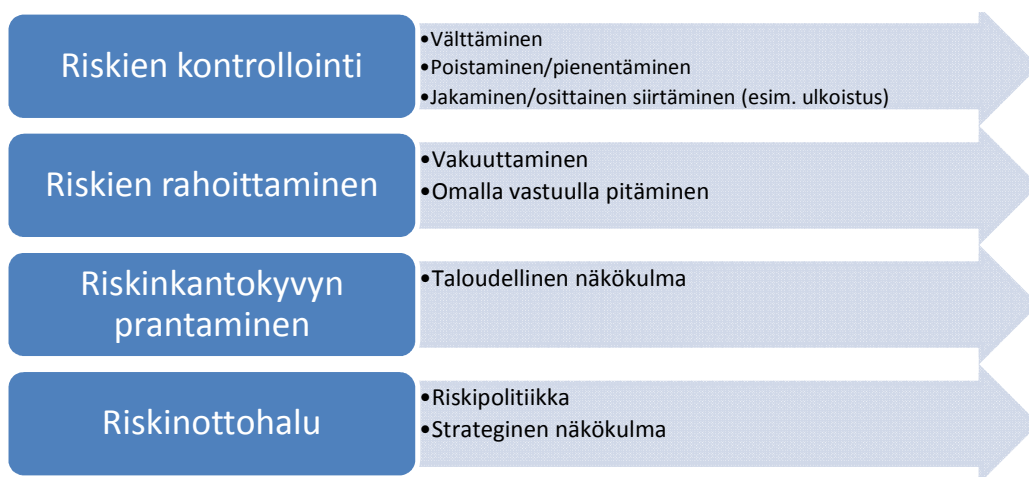 Riskien kontrollointi
•Välttäminen
•Poistaminen/pienentäminen
•Jakaminen/osittainen siirtäminen (esim. ulkoistus)
Riskien rahoittaminen
•Vakuuttaminen
•Omalla vastuulla pitäminen
Riskinkantokyvyn
prantaminen
•Taloudellinen näkökulma
Riskinottohalu
•Riskipolitiikka
•Strateginen näkökulma